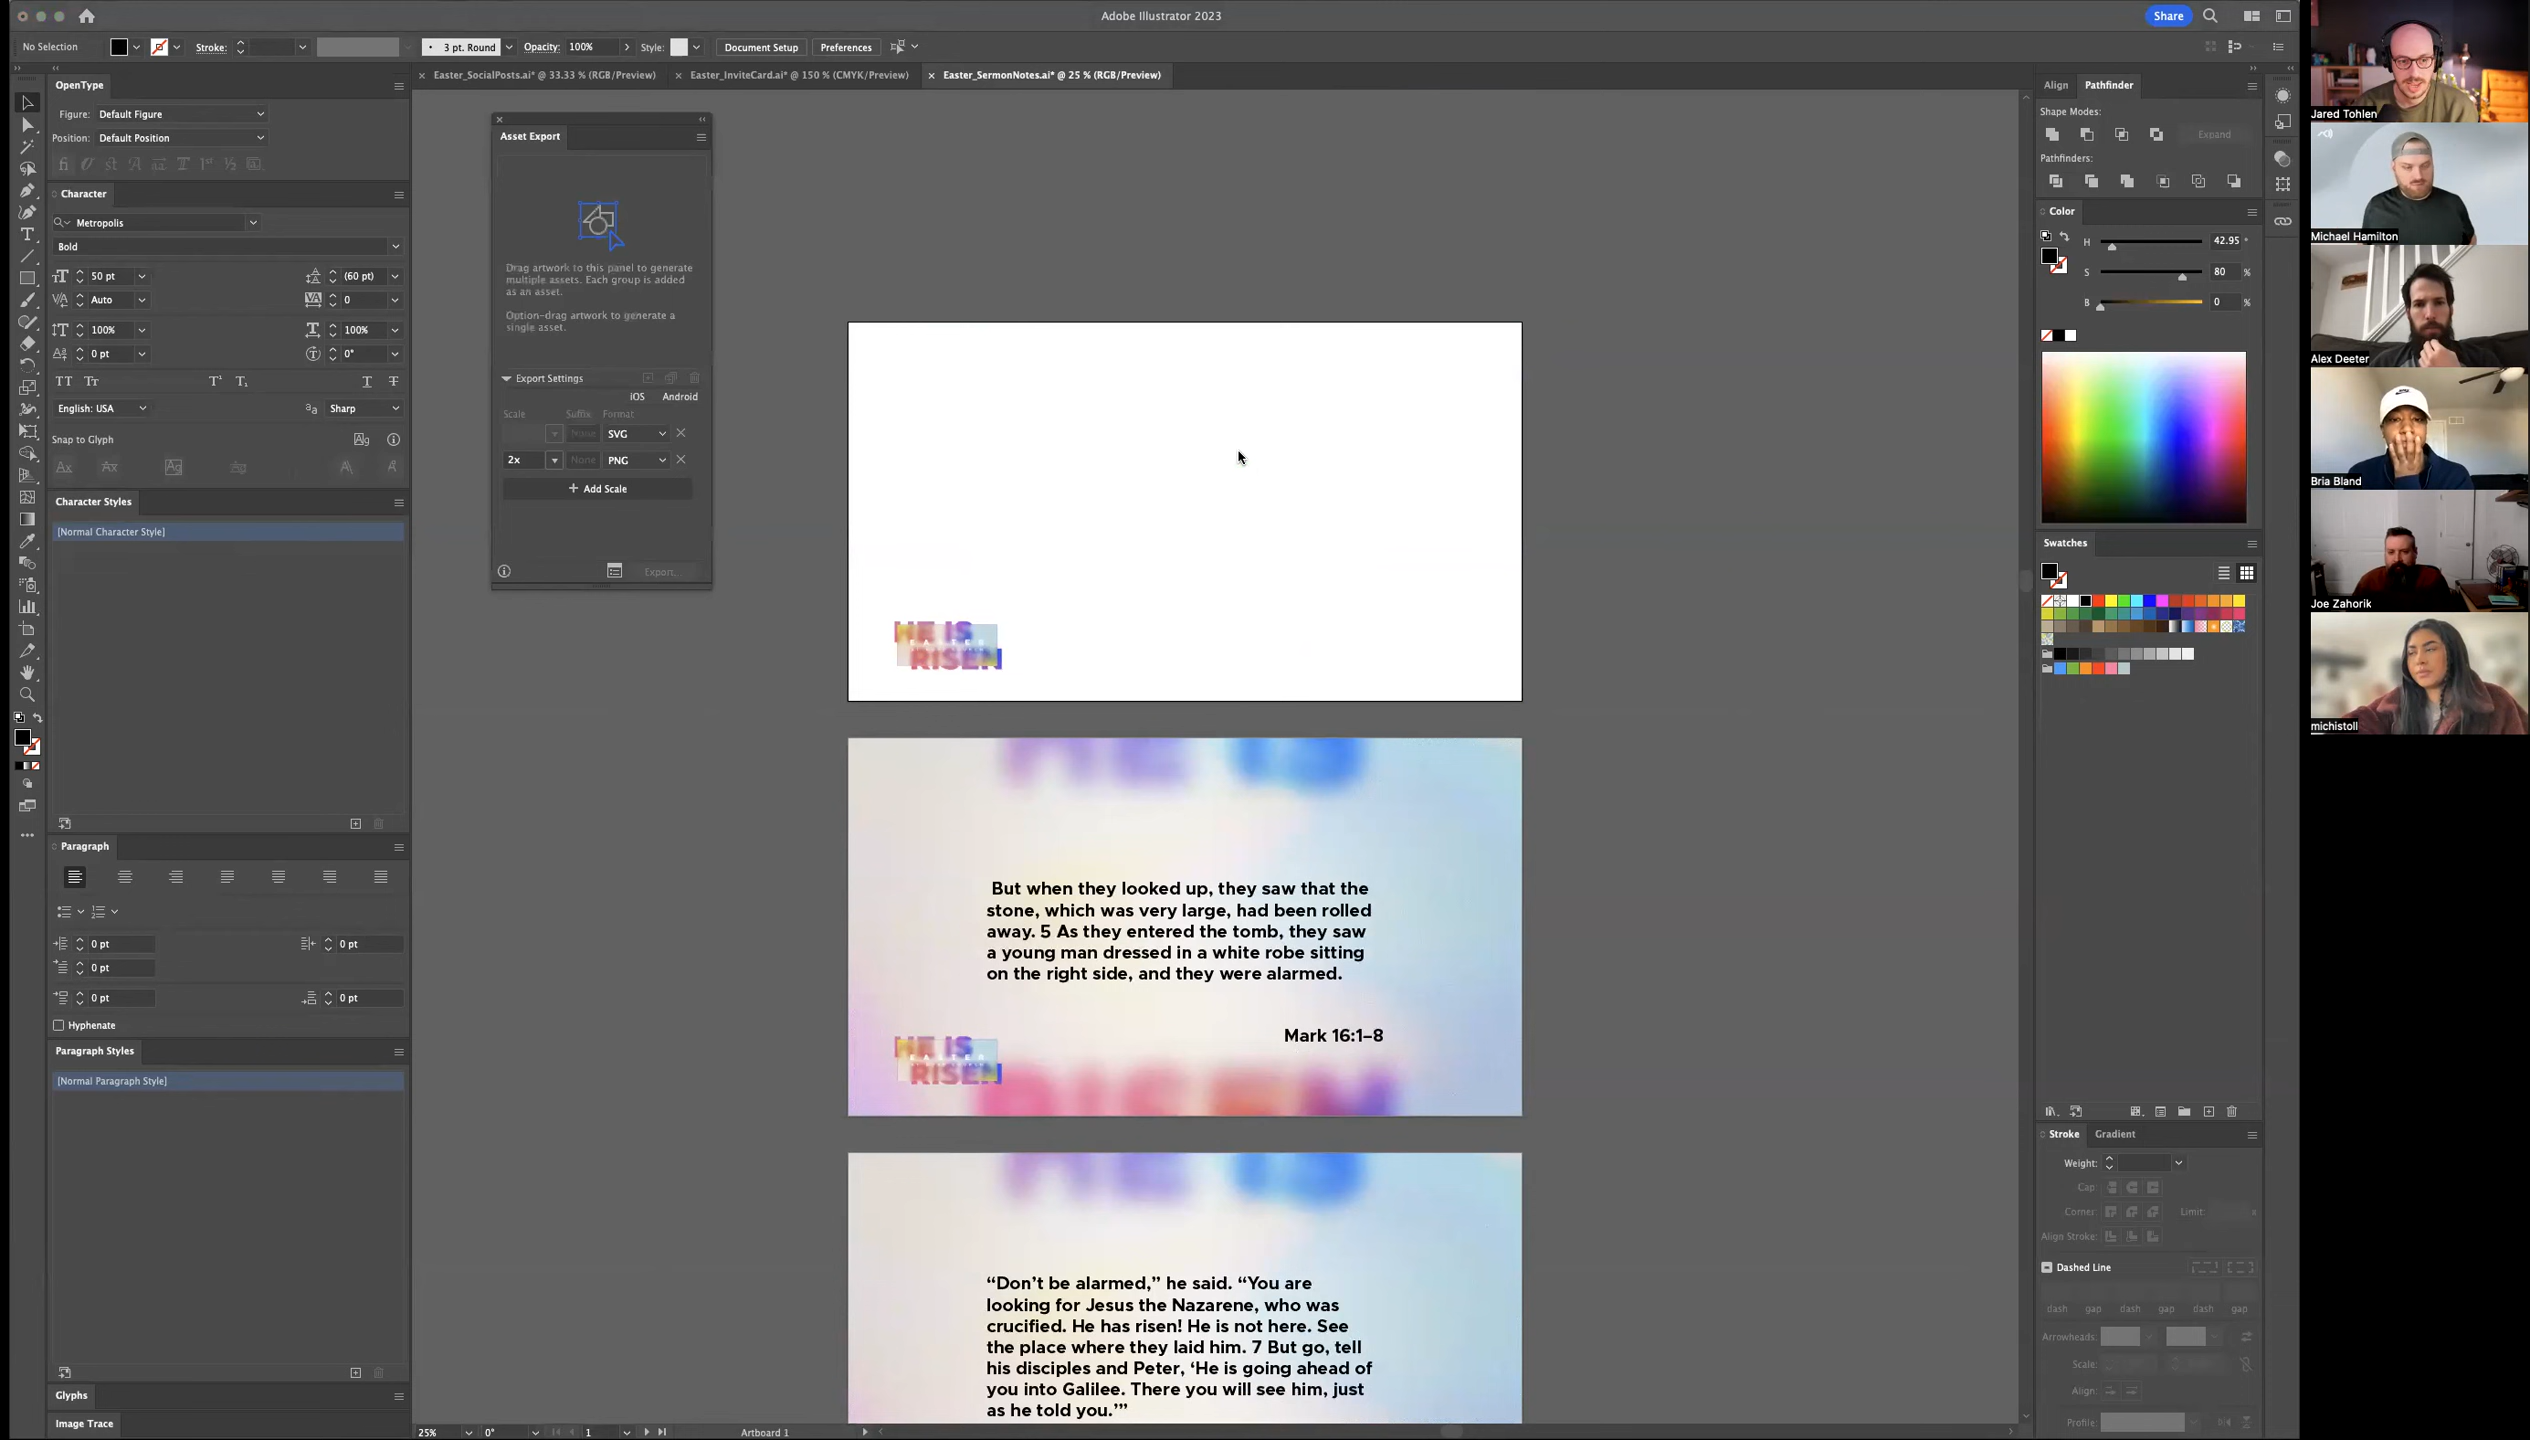 Adobe Illustrator 2023
Share
No Selection
Stroke:
3 pt. Round
Opacity:
100%
Style:
Document Setup
Preferences
Easter_SocialPosts.ai* @ 33.33 % (RGB/Preview)
Easter_InviteCard.ai* @ 150 % (CMYK/Preview)
Easter_SermonNotes.ai* @ 25 % (RGB/Preview)
OpenType
Figure:
Default Figure
Position:
Default Position
Character
Metropolis
Bold
50 pt
(60 pt)
Auto
0
100%
100%
0 pt
0°
English: USA
Sharp
Snap to Glyph
Character Styles
[Normal Character Style]
Paragraph
0 pt
0 pt
0 pt
0 pt
0 pt
Hyphenate
Paragraph Styles
[Normal Paragraph Style]
Glyphs
Image Trace
Asset Export
Drag artwork to this panel to generate
multiple assets. Each group is added
as an asset.
Option-drag artwork to generate a
single asset.
Export Settings
iOS
Android
Scale
Suffix
Format
None
SVG
2x
None
PNG
+ Add Scale
Export...
HE IS
EASTER
RISEN
HE IS
But when they looked up, they saw that the
stone, which was very large, had been rolled
away. 5 As they entered the tomb, they saw
a young man dressed in a white robe sitting
on the right side, and they were alarmed.
Mark 16:1–8
HE IS
EASTER
RISEN
RISEN
HE IS
“Don’t be alarmed,” he said. “You are
looking for Jesus the Nazarene, who was
crucified. He has risen! He is not here. See
the place where they laid him. 7 But go, tell
his disciples and Peter, ‘He is going ahead of
you into Galilee. There you will see him, just
as he told you.’”
25%
0°
1
Artboard 1
Align
Pathfinder
Shape Modes:
Expand
Pathfinders:
Color
H
42.95
°
S
80
%
B
0
%
Swatches
Stroke
Gradient
Weight:
Cap:
Corner:
Limit:
Align Stroke:
Dashed Line
dash
gap
dash
gap
dash
gap
Arrowheads:
Scale:
Align:
Profile:
Jared Tohlen
Michael Hamilton
Alex Deeter
Bria Bland
Joe Zahorik
michistoll